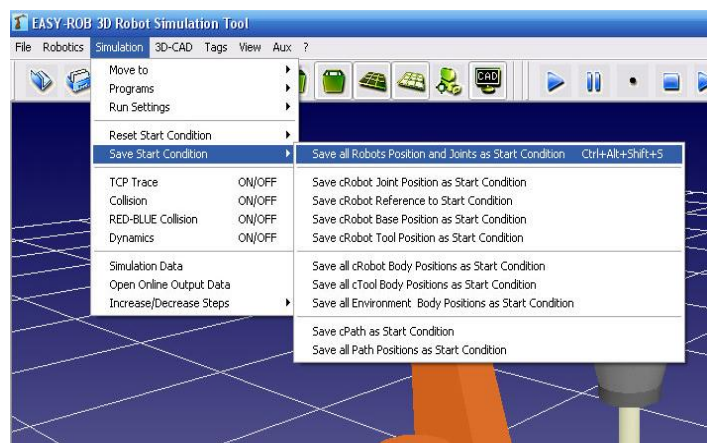 EASY-ROB 3D Robot Simulation Tool
File Robotics Simulation 3D-CAD Tags View Aux ?
CAD
Move to
Programs
Run Settings
Reset Start Condition
Save Start Condition
TCP Trace ON/OFF
Collision ON/OFF
RED-BLUE Collision ON/OFF
Dynamics ON/OFF
Simulation Data
Open Online Output Data
Increase/Decrease Steps
Save all Robots Position and Joints as Start Condition Ctrl+Alt+Shift+S
Save cRobot Joint Position as Start Condition
Save cRobot Reference to Start Condition
Save cRobot Base Position as Start Condition
Save cRobot Tool Position as Start Condition
Save all cRobot Body Positions as Start Condition
Save all cTool Body Positions as Start Condition
Save all Environment Body Positions as Start Condition
Save cPath as Start Condition
Save all Path Positions as Start Condition